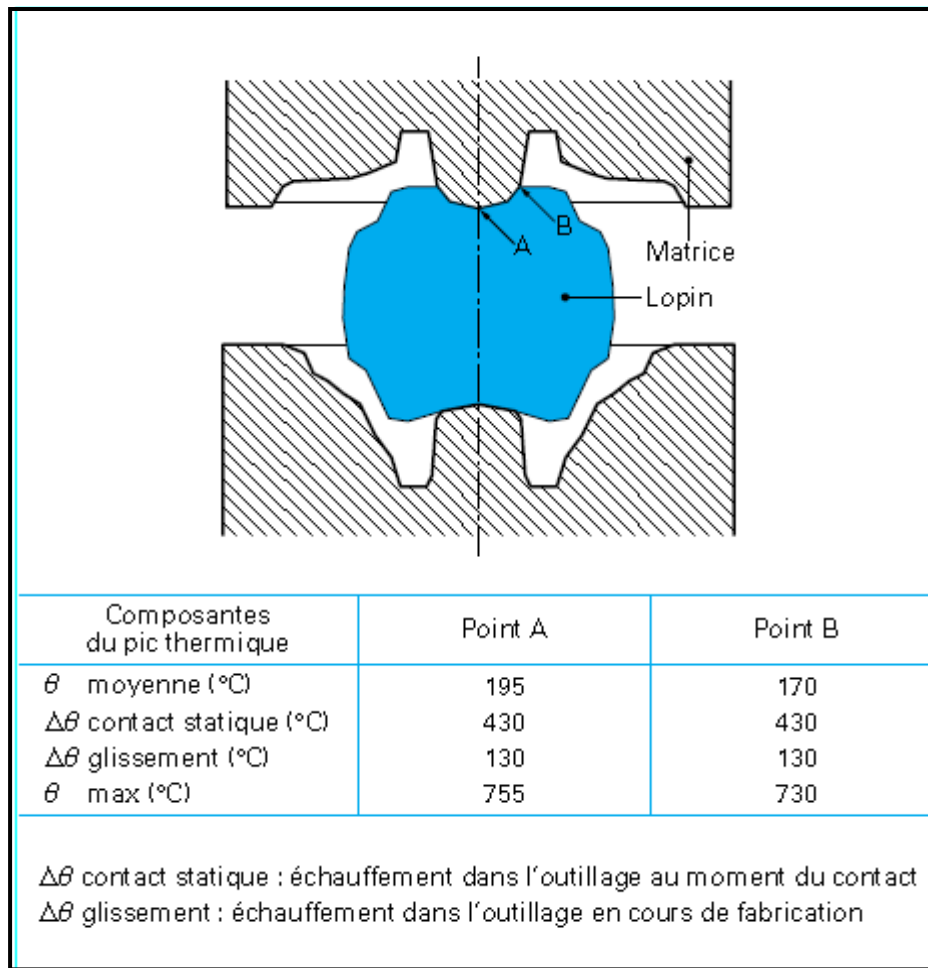 A
B
Matrice
Lopin
Composantes
du pic thermique
Point A
Point B
θ moyenne (°C) 195 170
Δθ contact statique (°C) 430 430
Δθ glissement (°C) 130 130
θ max (°C) 755 730
Δθ contact statique : échauffement dans l'outillage au moment du contact
Δθ glissement : échauffement dans l'outillage en cours de fabrication